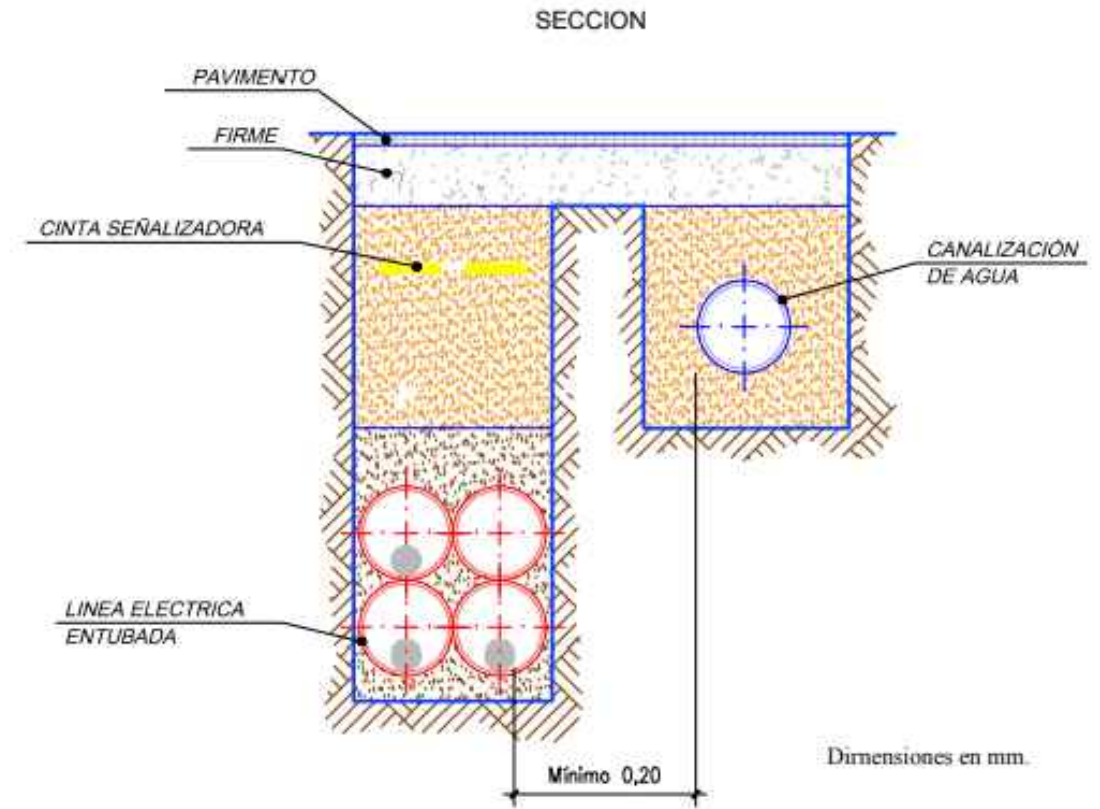 SECCION
PAVIMENTO
FIRME
CINTA SEÑALIZADORA
CANALIZACIÓN
DE AGUA
LINEA ELECTRICA
ENTUBADA
Mínimo 0,20
Dimensiones en mm.